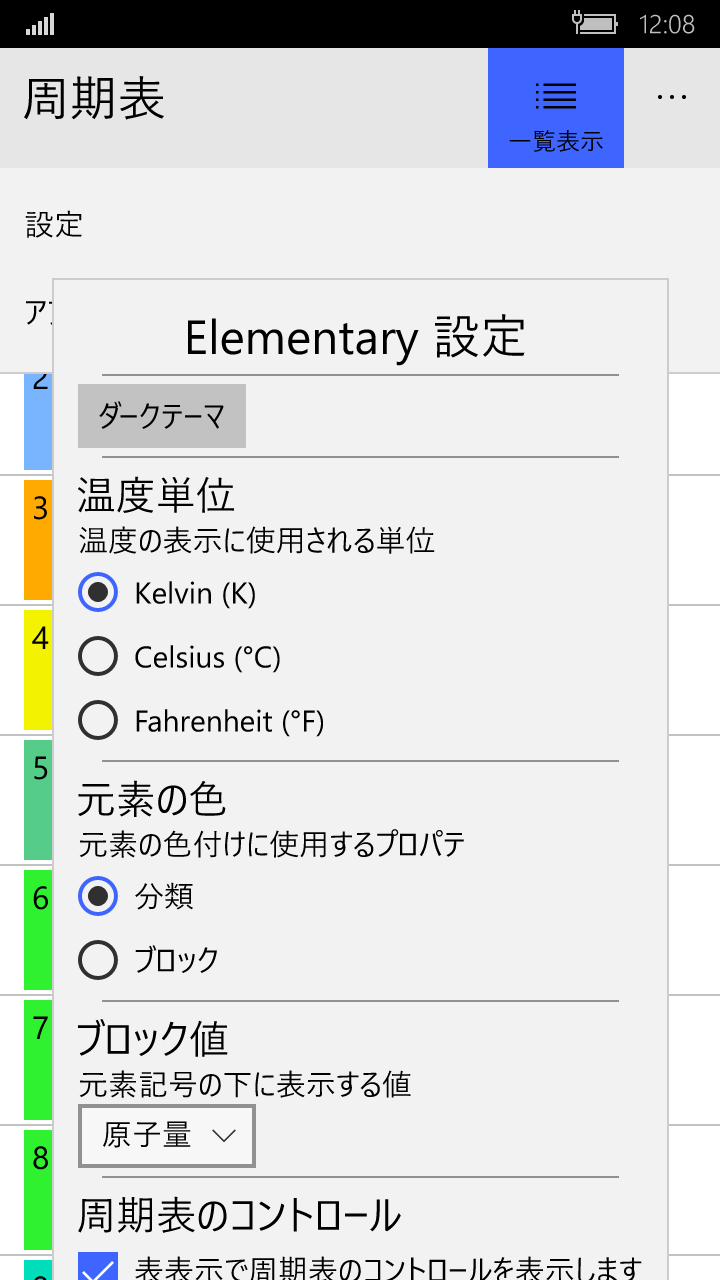 12:08
周期表
一覧表示
設定
ア
Elementary 設定
ダークテーマ
温度単位
温度の表示に使用される単位
Kelvin (K)
Celsius (°C)
Fahrenheit (°F)
元素の色
元素の色付けに使用するプロパテ
分類
ブロック
ブロック値
元素記号の下に表示する値
原子量
周期表のコントロール
表表示で周期表のコントロールを表示します
2
3
4
5
6
7
8